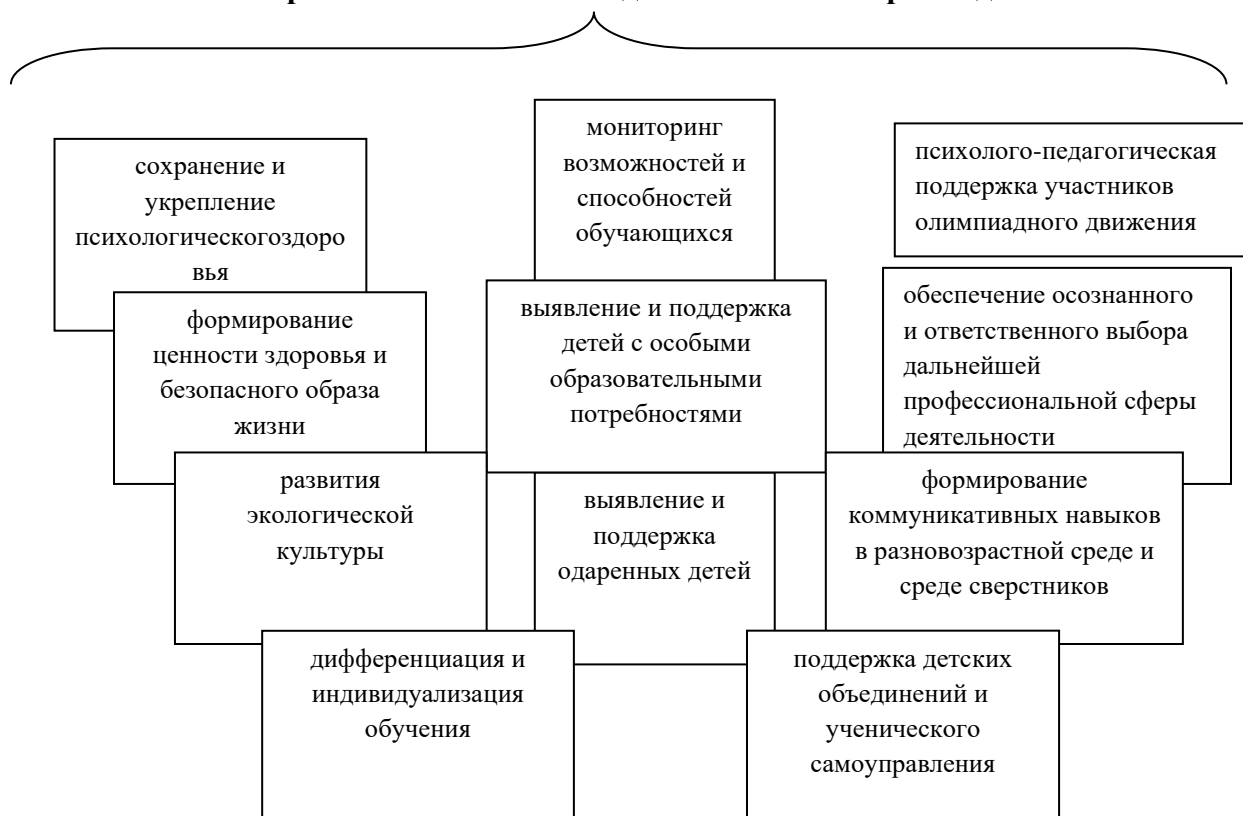 сохранение и
укрепление
психологическогоздоро
вья
формирование
ценности здоровья и
безопасного образа
жизни
развития
экологической
культуры
дифференциация и
индивидуализация
обучения
мониторинг
возможностей и
способностей
обучающихся
выявление и поддержка
детей с особыми
образовательными
потребностями
выявление и
поддержка
одаренных детей
психолого-педагогическая
поддержка участников
олимпиадного движения
обеспечение осознанного
и ответственного выбора
дальнейшей
профессиональной сферы
деятельности
формирование
коммуникативных навыков
в разновозрастной среде и
среде сверстников
поддержка детских
объединений и
ученического
самоуправления